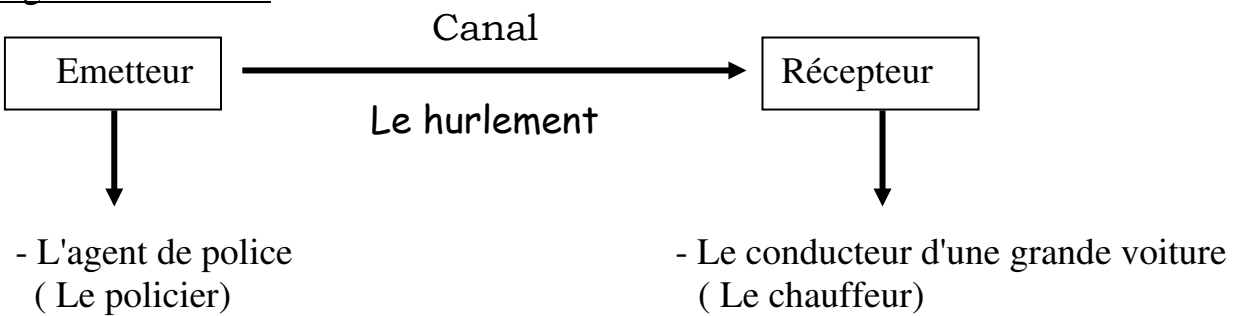 Canal
Emetteur
Récepteur
Le hurlement
- L'agent de police
( Le policier)
- Le conducteur d'une grande voiture
( Le chauffeur)